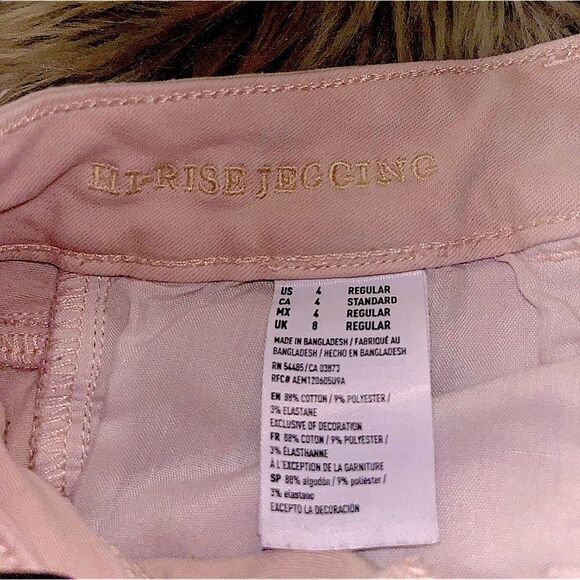 HI-RISE JEGGING
US 4 REGULAR
CA 4 STANDARD
MX 4 REGULAR
UK 8 REGULAR
MADE IN BANGLADESH / FABRIQUÉ AU
BANGLADESH / HECHO EN BANGLADESH
RN 54485/CA 03873
RFC# AEM120605U9A
EN 88% COTTON / 9% POLYESTER /
3% ELASTANE
EXCLUSIVE OF DECORATION
FR 88% COTON / 9% POLYESTER /
3% ELASTHANNE
À L'EXCEPTION DE LA GARNITURE
SP 88% algodón / 9% poliéster /
3% elastano
EXCEPTO LA DECORACIÓN